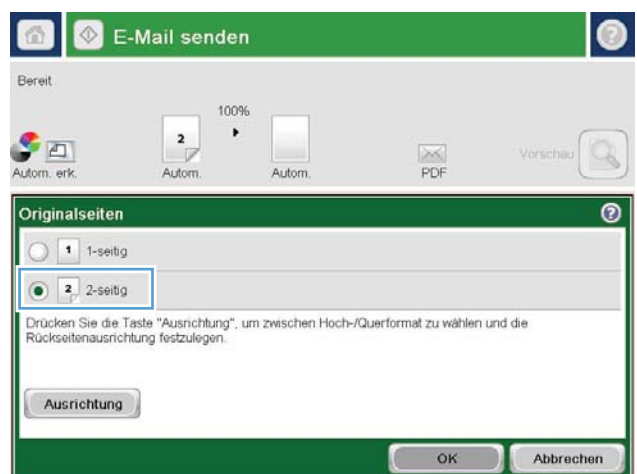 E-Mail senden
?
Bereit
100%
2
Autom. erk.
Autom.
Autom.
PDF
Vorschau
Originalseiten
?
1 1-seitig
2 2-seitig
Drücken Sie die Taste "Ausrichtung", um zwischen Hoch-/Querformat zu wählen und die
Rückseitenausrichtung festzulegen.
Ausrichtung
OK Abbrechen